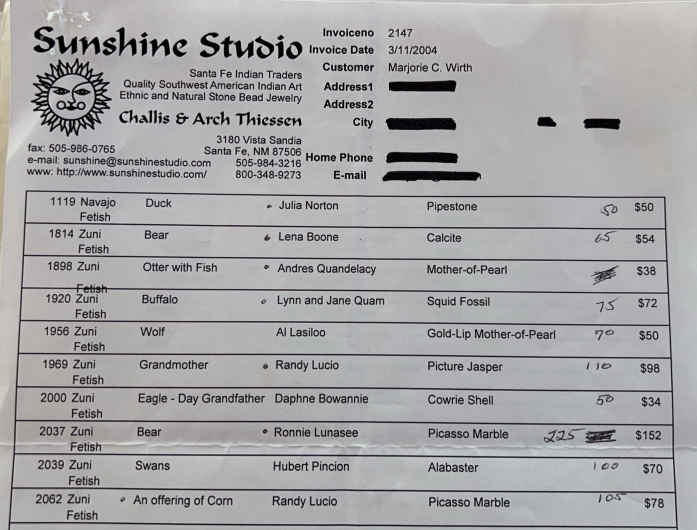 Sunshine Studio
Santa Fe Indian Traders
Quality Southwest American Indian Art
Ethnic and Natural Stone Bead Jewelry
Challis & Arch Thiessen
3180 Vista Sandia
fax: 505-986-0765 Santa Fe, NM 87506
e-mail: sunshine@sunshinestudio.com 505-984-3216
www: http://www.sunshinestudio.com/ 800-348-9273
Invoiceno 2147
Invoice Date 3/11/2004
Customer Marjorie C. Wirth
Address1
Address2
City
Home Phone
E-mail
1119 Navajo Duck Julia Norton Pipestone 50 $50
Fetish
1814 Zuni Bear Lena Boone Calcite 65 $54
Fetish
1898 Zuni Otter with Fish Andres Quandelacy Mother-of-Pearl $38
Fetish
1920 Zuni Buffalo Lynn and Jane Quam Squid Fossil 75 $72
Fetish
1956 Zuni Wolf Al Lasiloo Gold-Lip Mother-of-Pearl 70 $50
Fetish
1969 Zuni Grandmother Randy Lucio Picture Jasper 110 $98
Fetish
2000 Zuni Eagle - Day Grandfather Daphne Bowannie Cowrie Shell 50 $34
Fetish
2037 Zuni Bear Ronnie Lunasee Picasso Marble 225 $152
Fetish
2039 Zuni Swans Hubert Pincion Alabaster 100 $70
Fetish
2062 Zuni An offering of Corn Randy Lucio Picasso Marble 105 $78
Fetish